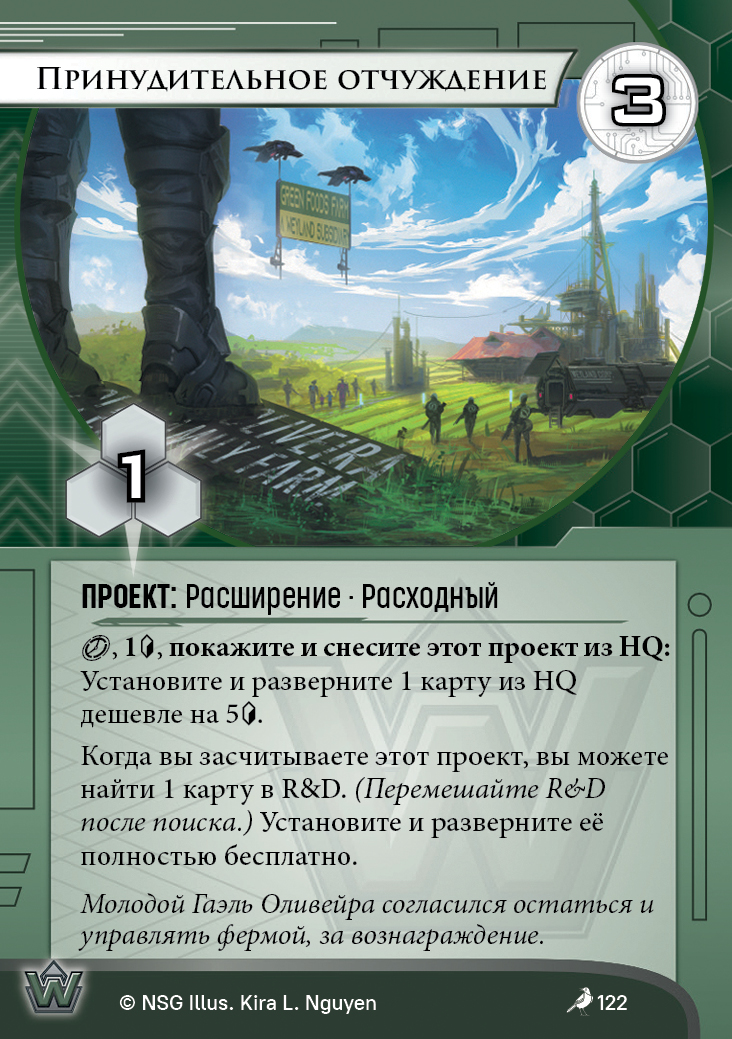 Принудительное отчуждение
3
GREEN FOODS FARM
A WEYLAND SUBSIDIARY
WEYLAND CORP
OLIVEIRA
FAMILY FARM
1
ПРОЕКТ: Расширение · Расходный
, 1, покажите и снесите этот проект из HQ:
Установите и разверните 1 карту из HQ
дешевле на 5.
Когда вы засчитываете этот проект, вы можете
найти 1 карту в R&D. (Перемешайте R&D
после поиска.) Установите и разверните её
полностью бесплатно.
Молодой Гаэль Оливейра согласился остаться и
управлять фермой, за вознаграждение.
W
© NSG Illus. Kira L. Nguyen
122